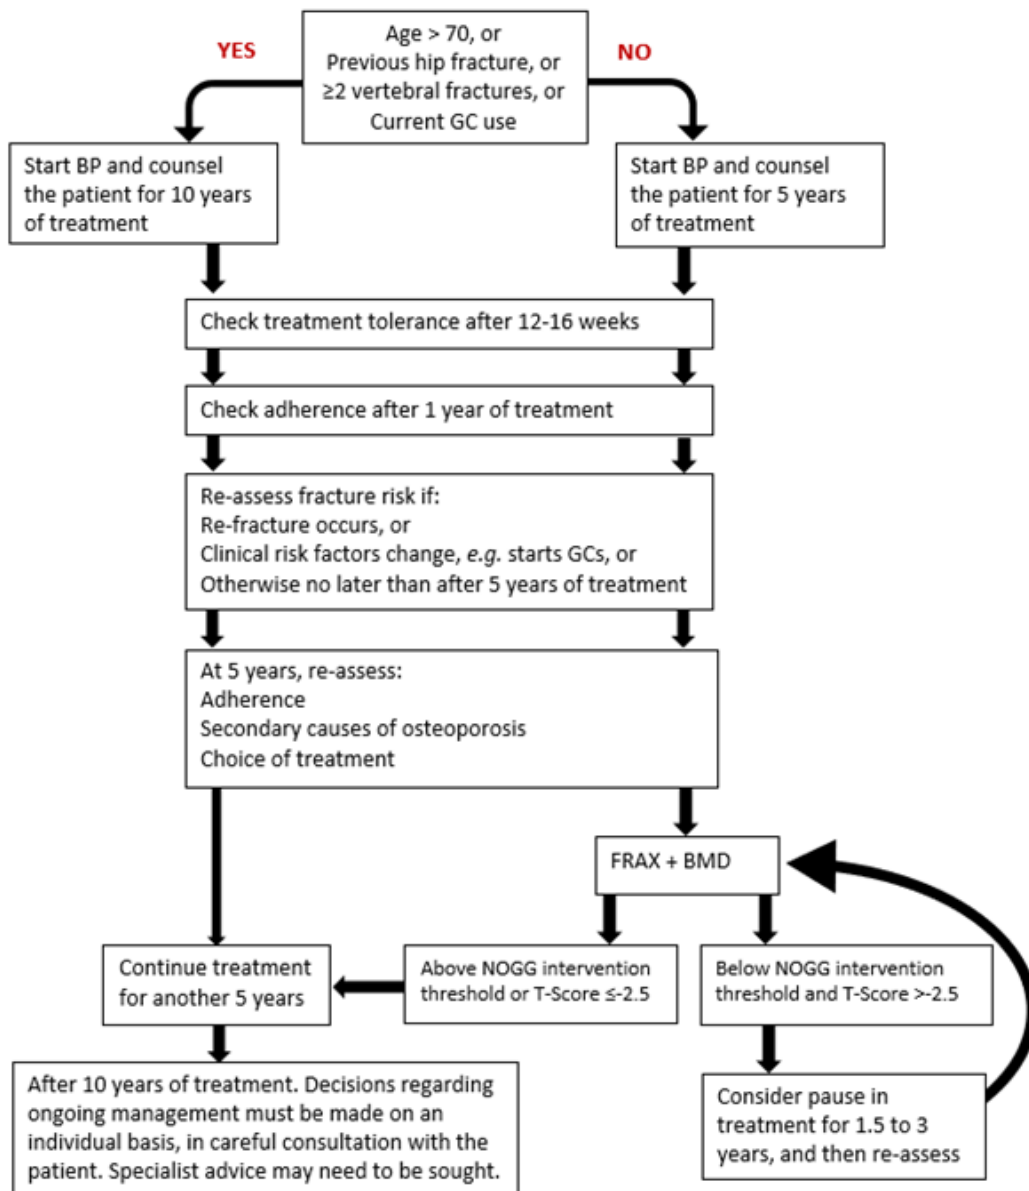 Age > 70, or
Previous hip fracture, or
≥2 vertebral fractures, or
Current GC use
YES
NO
Start BP and counsel
the patient for 10 years
of treatment
Start BP and counsel
the patient for 5 years
of treatment
Check treatment tolerance after 12-16 weeks
Check adherence after 1 year of treatment
Re-assess fracture risk if:
Re-fracture occurs, or
Clinical risk factors change, e.g. starts GCs, or
Otherwise no later than after 5 years of treatment
At 5 years, re-assess:
Adherence
Secondary causes of osteoporosis
Choice of treatment
FRAX + BMD
Continue treatment
for another 5 years
Above NOGG intervention
threshold or T-Score ≤-2.5
Below NOGG intervention
threshold and T-Score >-2.5
After 10 years of treatment. Decisions regarding
ongoing management must be made on an
individual basis, in careful consultation with the
patient. Specialist advice may need to be sought.
Consider pause in
treatment for 1.5 to 3
years, and then re-assess